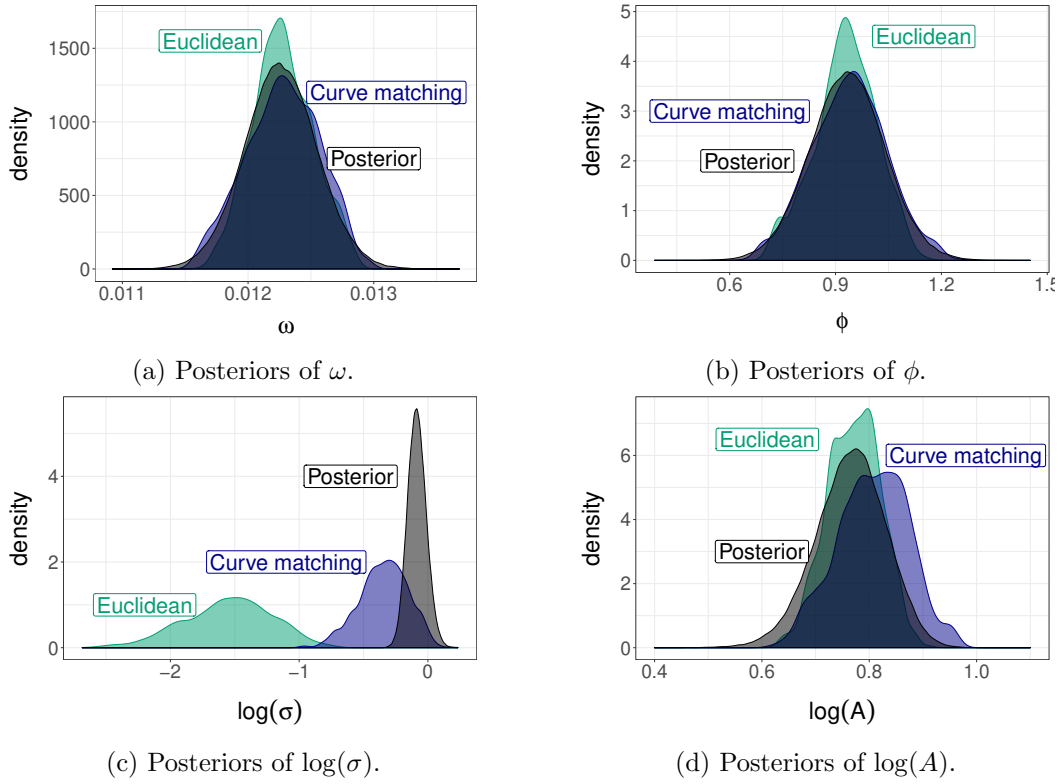 Euclidean
Curve matching
Posterior
density
1500
1000
500
0
0.011 0.012 0.013
ω
(a) Posteriors of ω.
Euclidean
Curve matching
Posterior
density
5
4
3
2
1
0
0.6 0.9 1.2 1.5
ϕ
(b) Posteriors of ϕ.
Posterior
Curve matching
Euclidean
density
4
2
0
−2 −1 0
log(σ)
(c) Posteriors of log(σ).
Euclidean
Curve matching
Posterior
density
6
4
2
0
0.4 0.6 0.8 1.0
log(A)
(d) Posteriors of log(A).